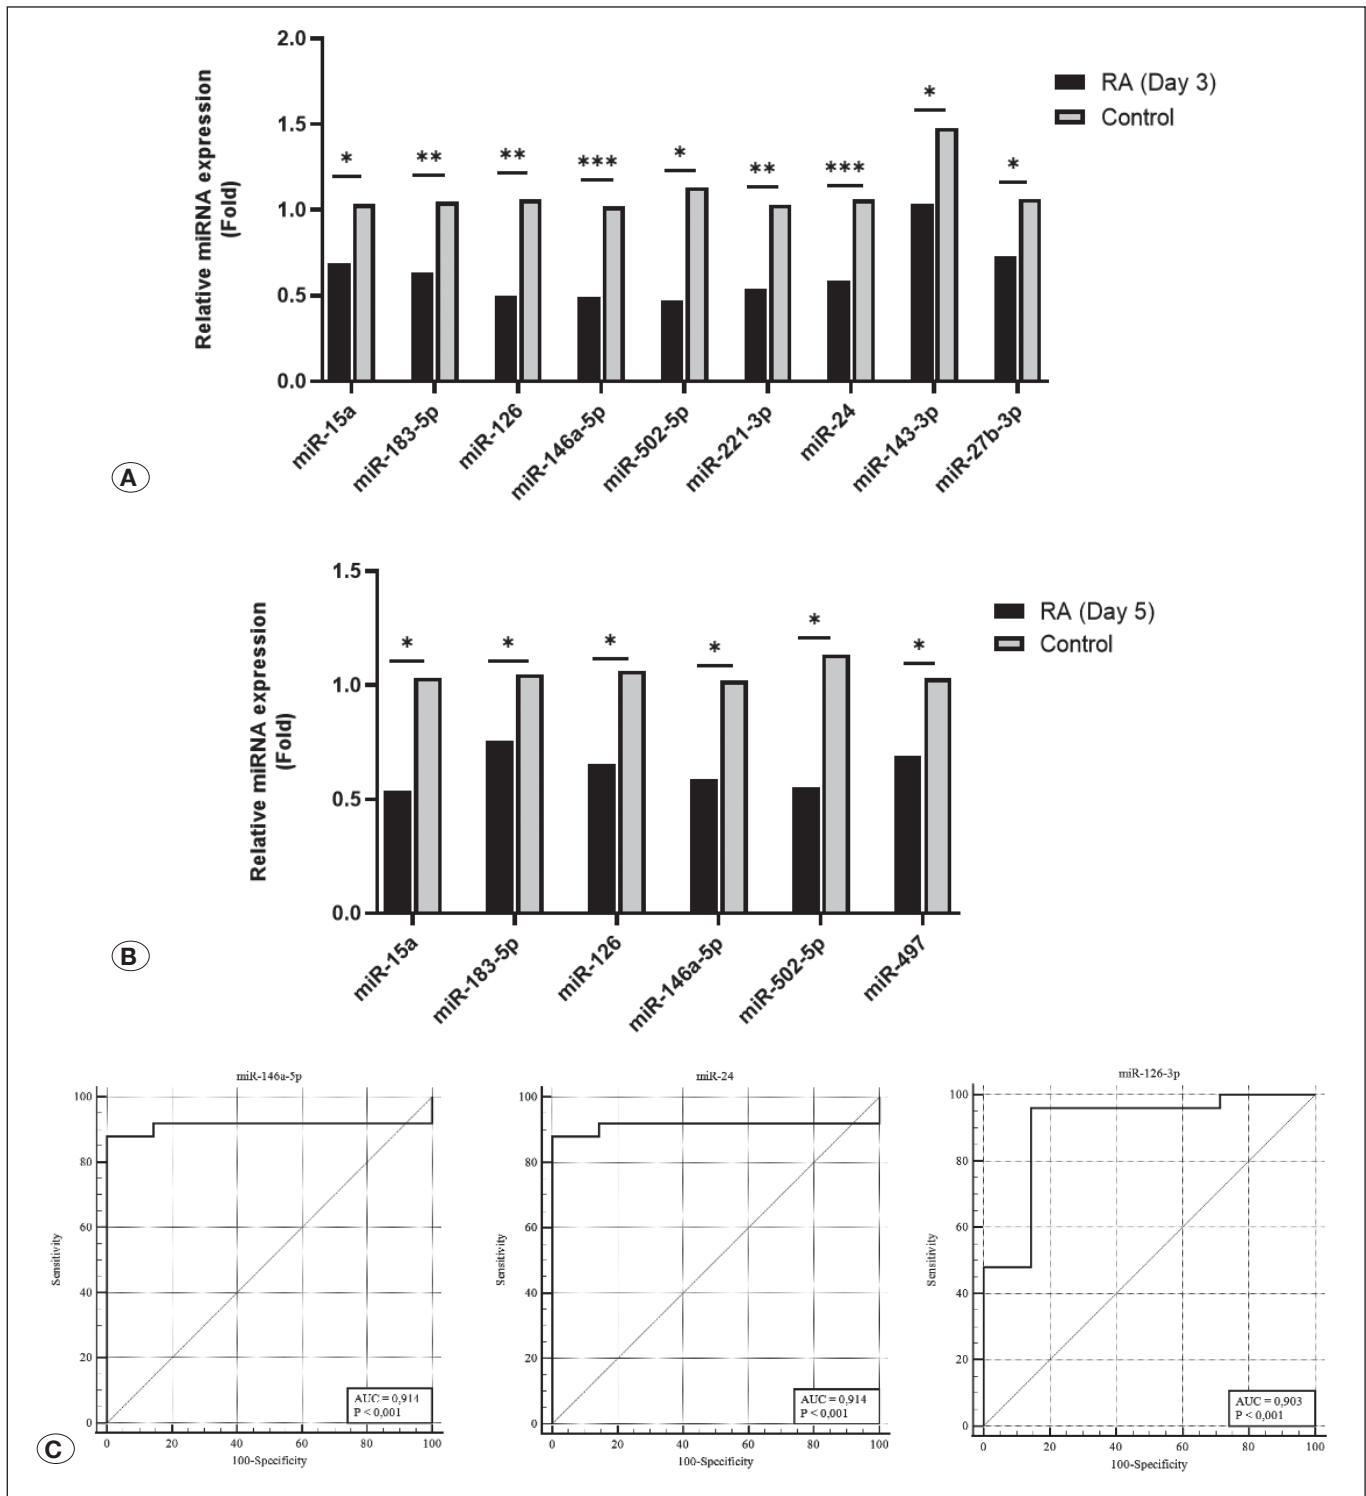 2.0
1.5
1.0
0.5
0.0
Relative miRNA expression
(Fold)
RA (Day 3)
Control
*
**
**
***
*
**
***
*
*
miR-15a
miR-183-5p
miR-126
miR-146a-5p
miR-502-5p
miR-221-3p
miR-24
miR-143-3p
miR-27b-3p
A
1.5
1.0
0.5
0.0
Relative miRNA expression
(Fold)
RA (Day 5)
Control
*
*
*
*
*
*
miR-15a
miR-183-5p
miR-126
miR-146a-5p
miR-502-5p
miR-497
B
miR-146a-5p
100
80
60
40
20
0
Sensitivity
AUC = 0,914
P < 0,001
0 20 40 60 80 100
100-Specificity
miR-24
100
80
60
40
20
0
Sensitivity
AUC = 0,914
P < 0,001
0 20 40 60 80 100
100-Specificity
miR-126-3p
100
80
60
40
20
0
Sensitivity
AUC = 0,903
P < 0,001
0 20 40 60 80 100
100-Specificity
C